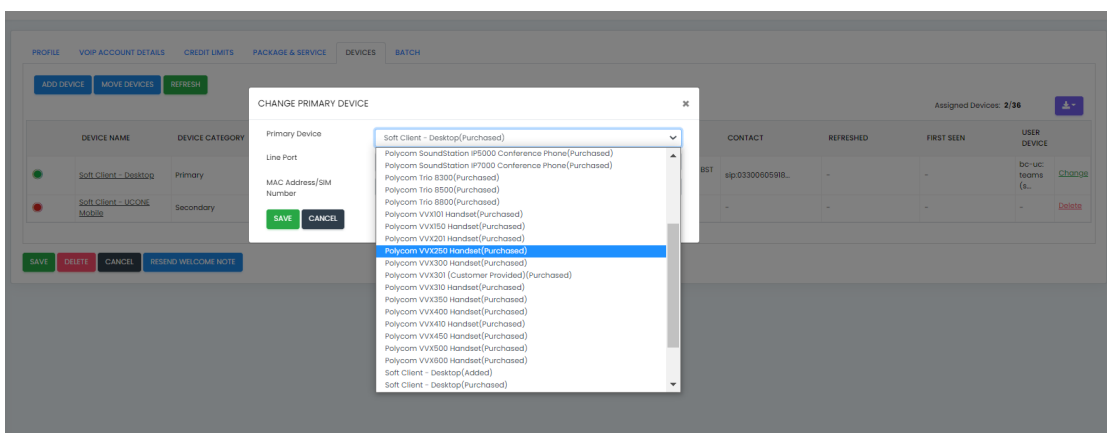 PROFILE VOIP ACCOUNT DETAILS CREDIT LIMITS PACKAGE & SERVICE DEVICES BATCH
ADD DEVICE MOVE DEVICES REFRESH
Assigned Devices: 2/36
DEVICE NAME DEVICE CATEGORY CONTACT REFRESHED FIRST SEEN USER DEVICE
Soft Client - Desktop Primary BST sip:03300605918... - - bc-uc: teams (s... Change
Soft Client - UCONE Mobile Secondary - - - - Delete
SAVE DELETE CANCEL RESEND WELCOME NOTE
CHANGE PRIMARY DEVICE ×
Primary Device Soft Client - Desktop(Purchased)
Line Port
MAC Address/SIM Number
SAVE CANCEL
Polycom SoundStation IP5000 Conference Phone(Purchased)
Polycom SoundStation IP7000 Conference Phone(Purchased)
Polycom Trio 8300(Purchased)
Polycom Trio 8500(Purchased)
Polycom Trio 8800(Purchased)
Polycom VVX101 Handset(Purchased)
Polycom VVX150 Handset(Purchased)
Polycom VVX201 Handset(Purchased)
Polycom VVX250 Handset(Purchased)
Polycom VVX300 Handset(Purchased)
Polycom VVX301 (Customer Provided)(Purchased)
Polycom VVX310 Handset(Purchased)
Polycom VVX350 Handset(Purchased)
Polycom VVX400 Handset(Purchased)
Polycom VVX410 Handset(Purchased)
Polycom VVX450 Handset(Purchased)
Polycom VVX500 Handset(Purchased)
Polycom VVX600 Handset(Purchased)
Soft Client - Desktop(Added)
Soft Client - Desktop(Purchased)